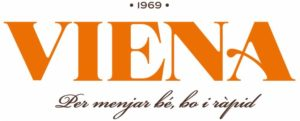 • 1969 •
VIENA
Per menjar bé, bo i ràpid